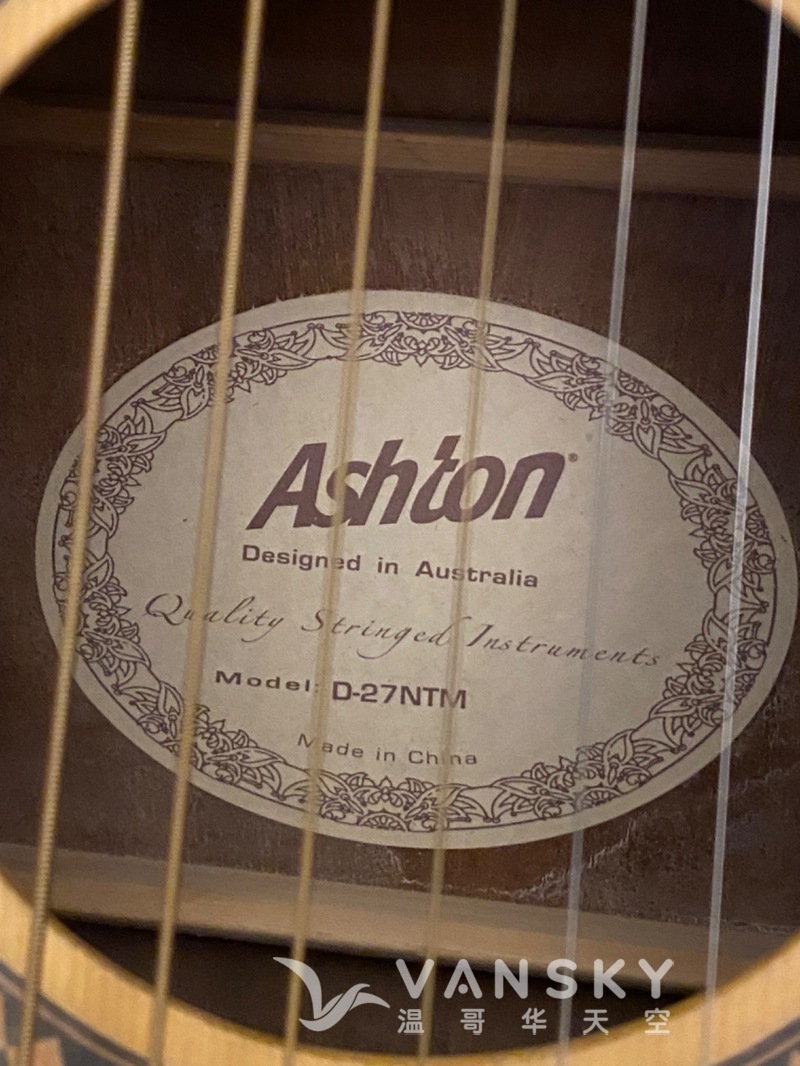 Ashton®
Designed in Australia
Quality Stringed Instruments
Model: D-27NTM
Made in China
VANSKY
温哥华天空